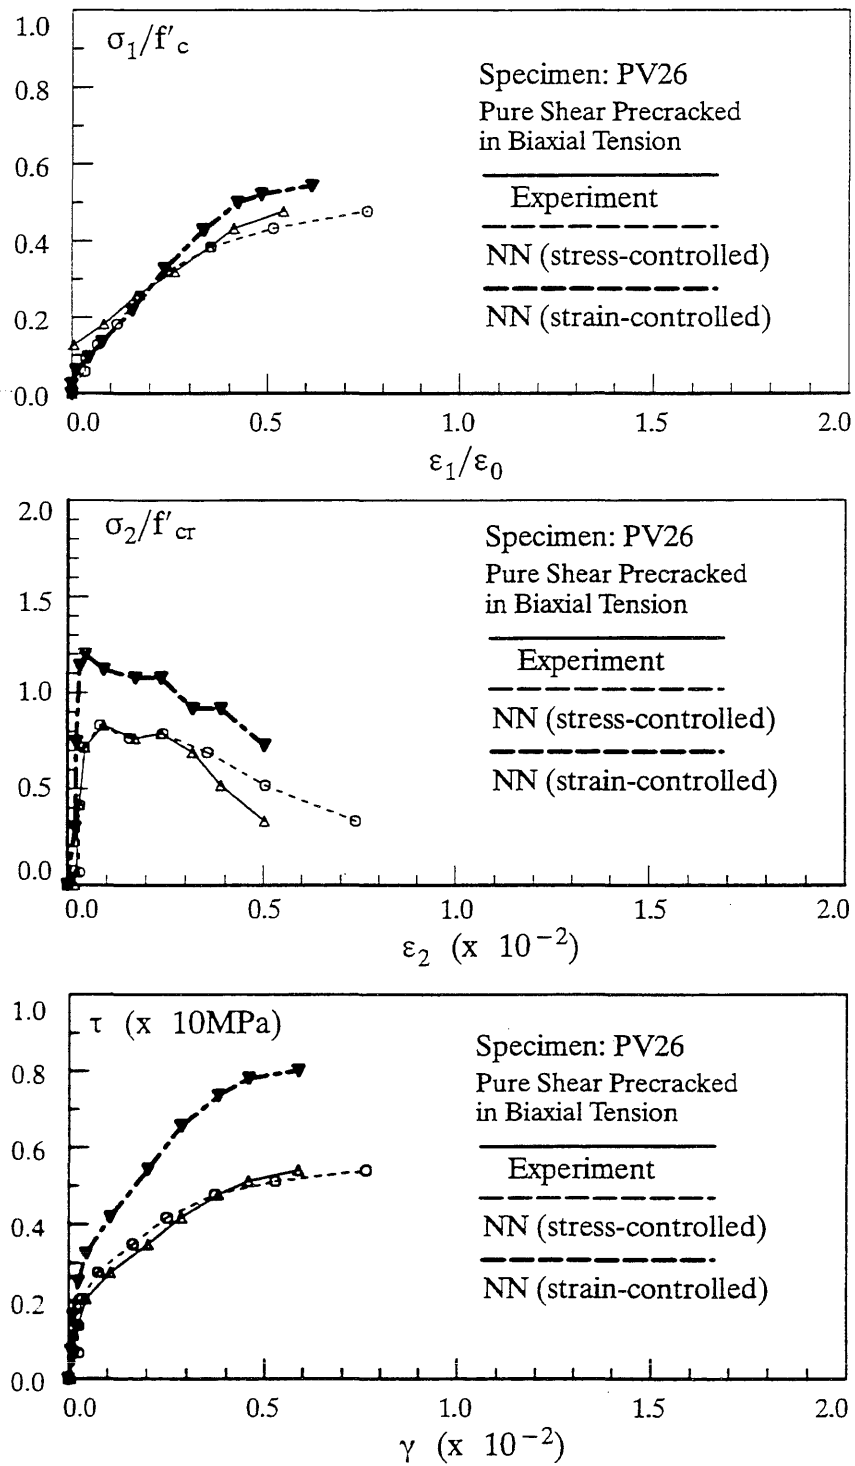 1.0
σ₁/f′c
0.8
0.6
0.4
0.2
0.0
Specimen: PV26
Pure Shear Precracked
in Biaxial Tension
Experiment
NN (stress-controlled)
NN (strain-controlled)
0.0 0.5 1.0 1.5 2.0
ε₁/ε₀
2.0
σ₂/f′cr
1.5
1.0
0.5
0.0
Specimen: PV26
Pure Shear Precracked
in Biaxial Tension
Experiment
NN (stress-controlled)
NN (strain-controlled)
0.0 0.5 1.0 1.5 2.0
ε₂ (x 10⁻²)
1.0
τ (x 10MPa)
0.8
0.6
0.4
0.2
0.0
Specimen: PV26
Pure Shear Precracked
in Biaxial Tension
Experiment
NN (stress-controlled)
NN (strain-controlled)
0.0 0.5 1.0 1.5 2.0
γ (x 10⁻²)